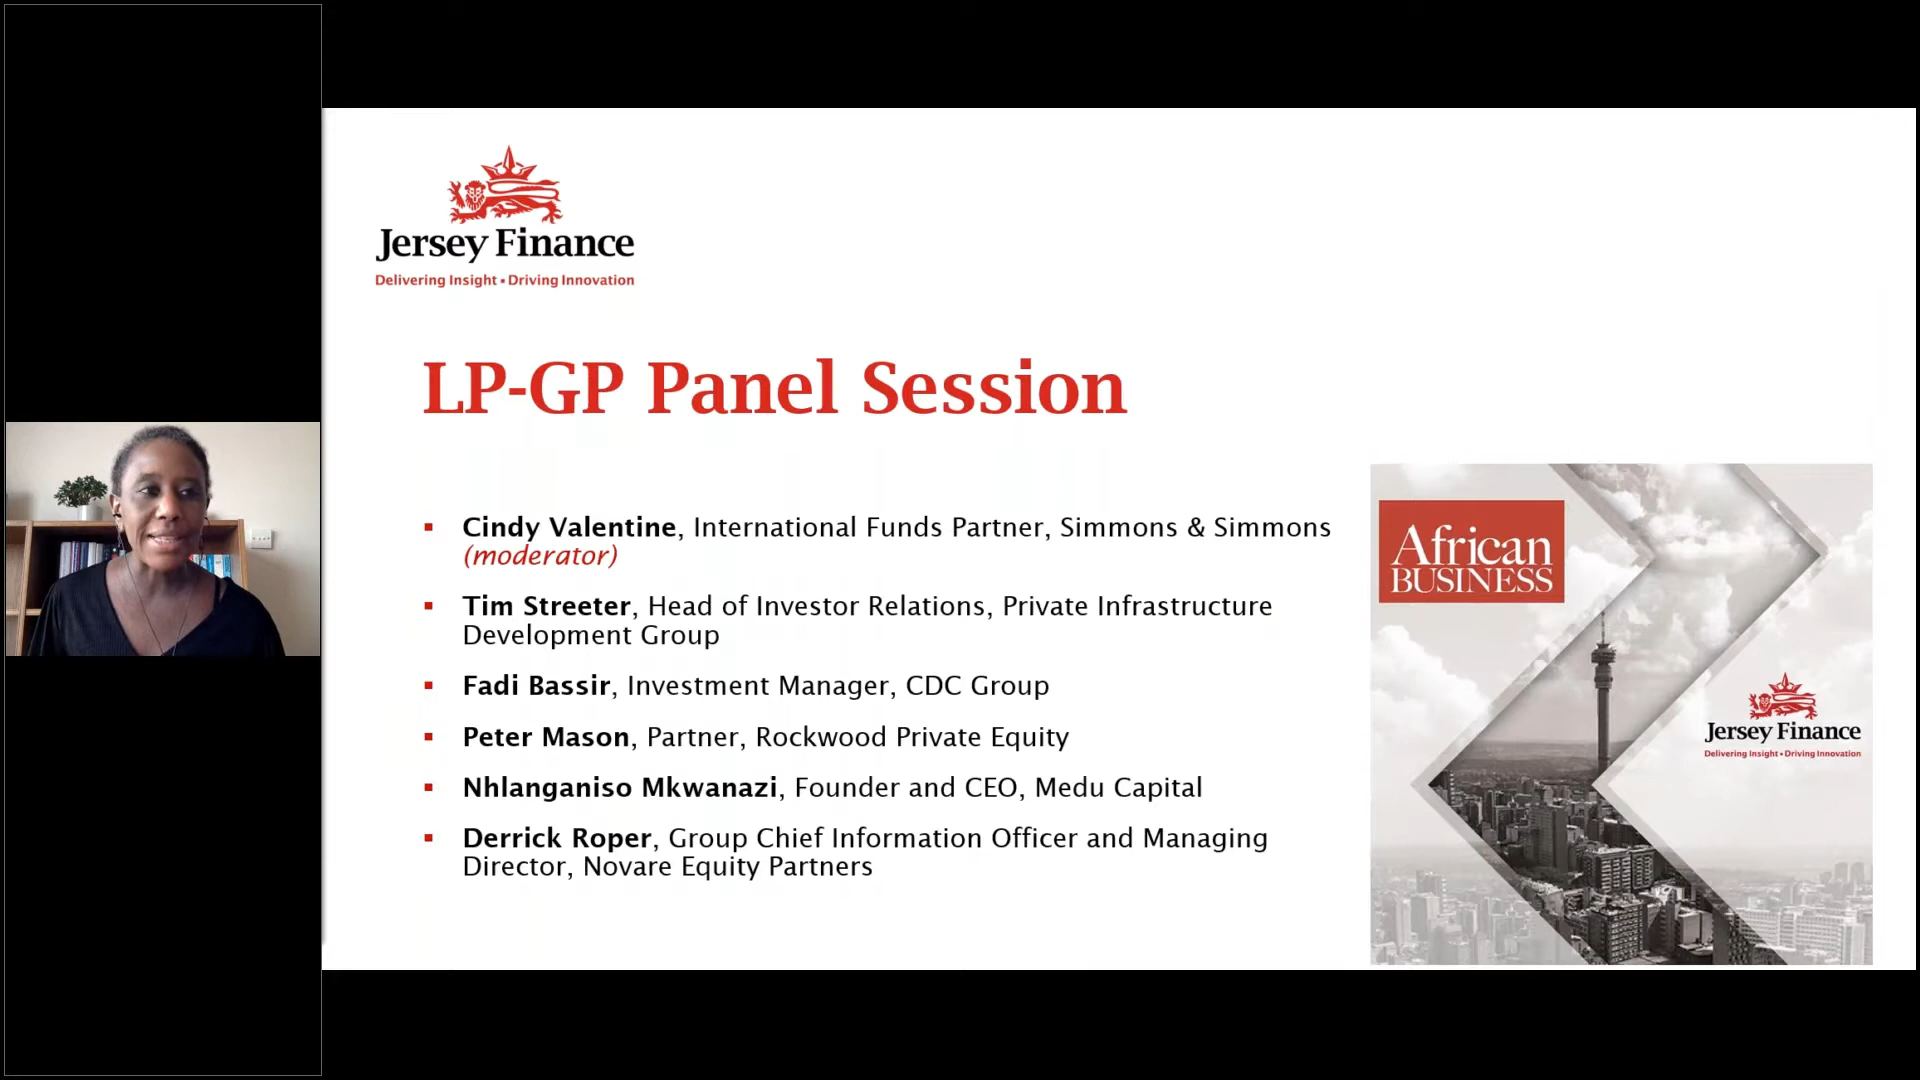 Jersey Finance
Delivering Insight • Driving Innovation
LP-GP Panel Session
▪ Cindy Valentine, International Funds Partner, Simmons & Simmons
(moderator)
▪ Tim Streeter, Head of Investor Relations, Private Infrastructure
Development Group
▪ Fadi Bassir, Investment Manager, CDC Group
▪ Peter Mason, Partner, Rockwood Private Equity
▪ Nhlanganiso Mkwanazi, Founder and CEO, Medu Capital
▪ Derrick Roper, Group Chief Information Officer and Managing
Director, Novare Equity Partners
African
BUSINESS
Jersey Finance
Delivering Insight • Driving Innovation